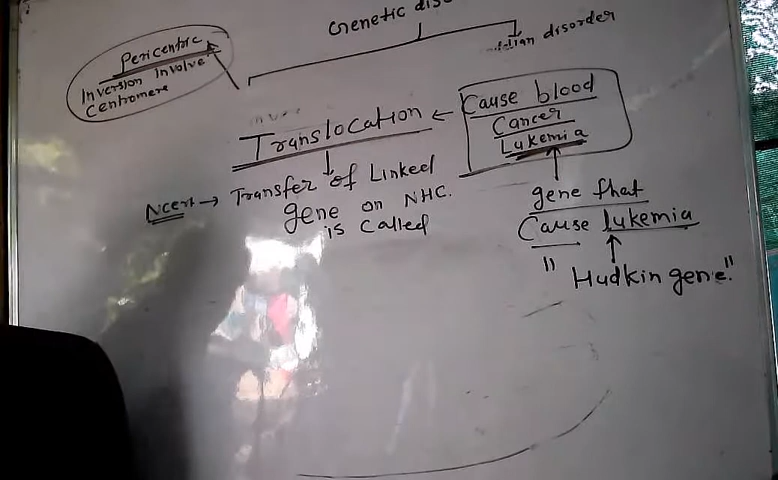 Genetic dis
disorder
Pericentric
Inversion Involve
Centromere
Translocation ←
Cause blood
Cancer
Lukemia
Ncert → Transfer of Linked
gene on NHC.
is called
gene that
Cause lukemia
" Hudkin gene."